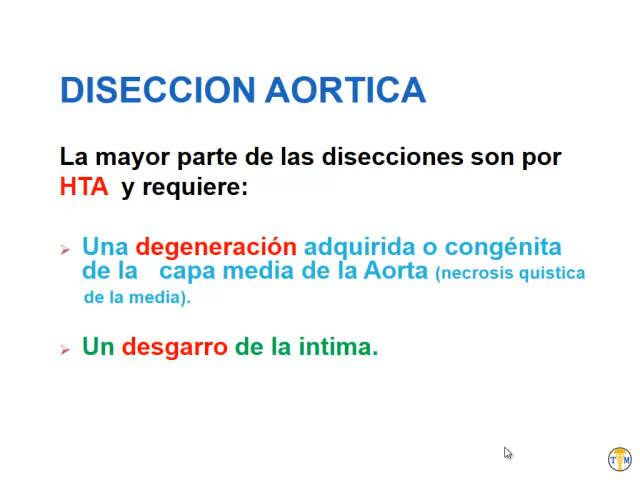 DISECCION AORTICA
La mayor parte de las disecciones son por
HTA y requiere:
Una degeneración adquirida o congénita
de la capa media de la Aorta (necrosis quistica
de la media).
Un desgarro de la intima.
T M